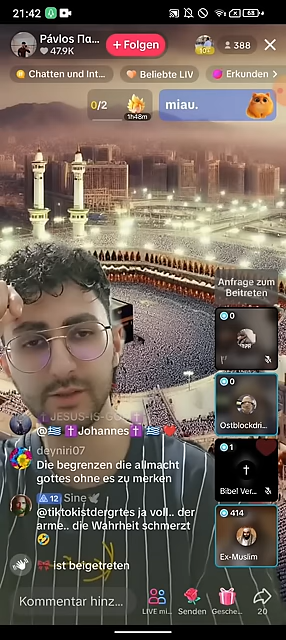 21:42
68
Pávlos Πα...
47.9K
+ Folgen
10+
388
Chatten und Int...
Beliebte LIV
Erkunden
0/2
1h48m
miau.
Anfrage zum
Beitreten
0
0
Ostblockdri...
1
Bibel Ver...
414
Ex-Muslim
✝️JESUS-IS-G
@🇬🇷✝️Johannes✝️🇬🇷❤️
deyniri07
Die begrenzen die allmacht
gottes ohne es zu merken
12 Sine🕊
@tiktokistdergrtes ja voll.. der
arme.. die Wahrheit schmerzt
🤣
ist beigetreten
Kommentar hinz...
LIVE mi...
Senden
Gesche...
20